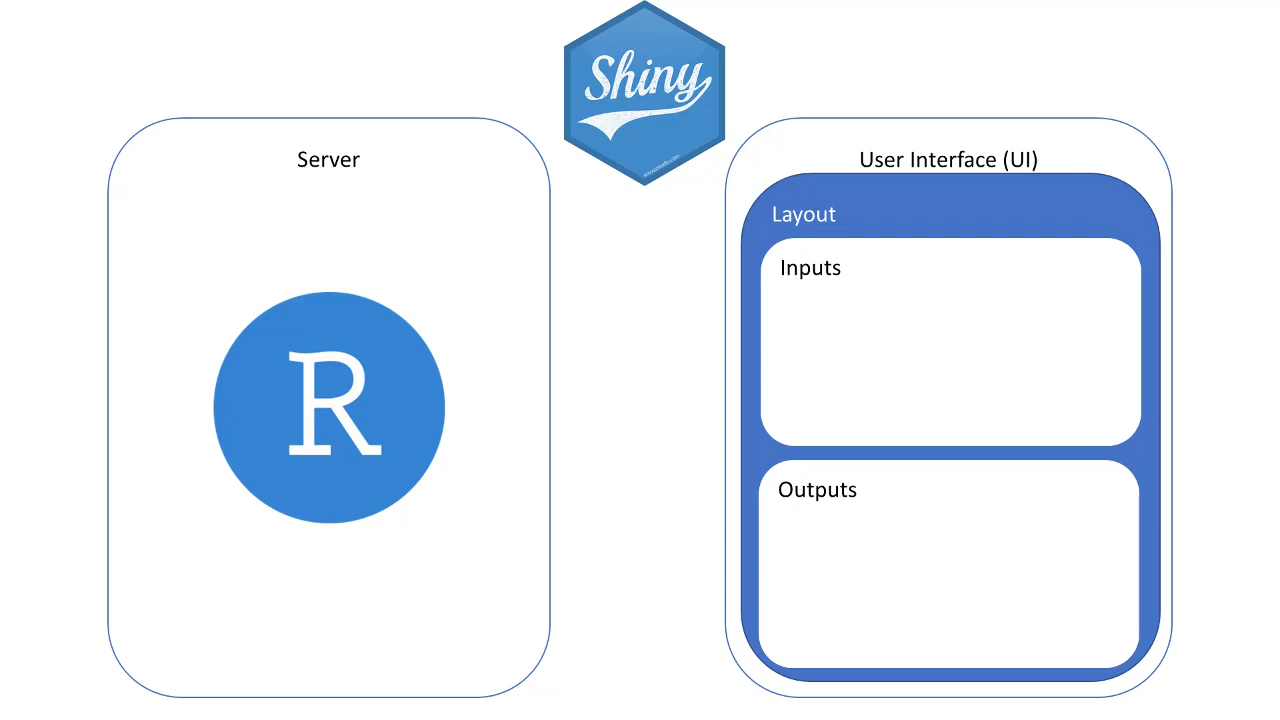 Shiny
Server
R
User Interface (UI)
Layout
Inputs
Outputs